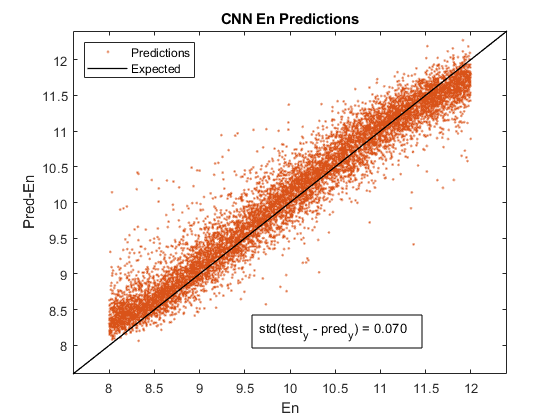 CNN En Predictions
Predictions
Expected
12
11.5
11
10.5
10
9.5
9
8.5
8
Pred-En
std(test_y - pred_y) = 0.070
8 8.5 9 9.5 10 10.5 11 11.5 12
En